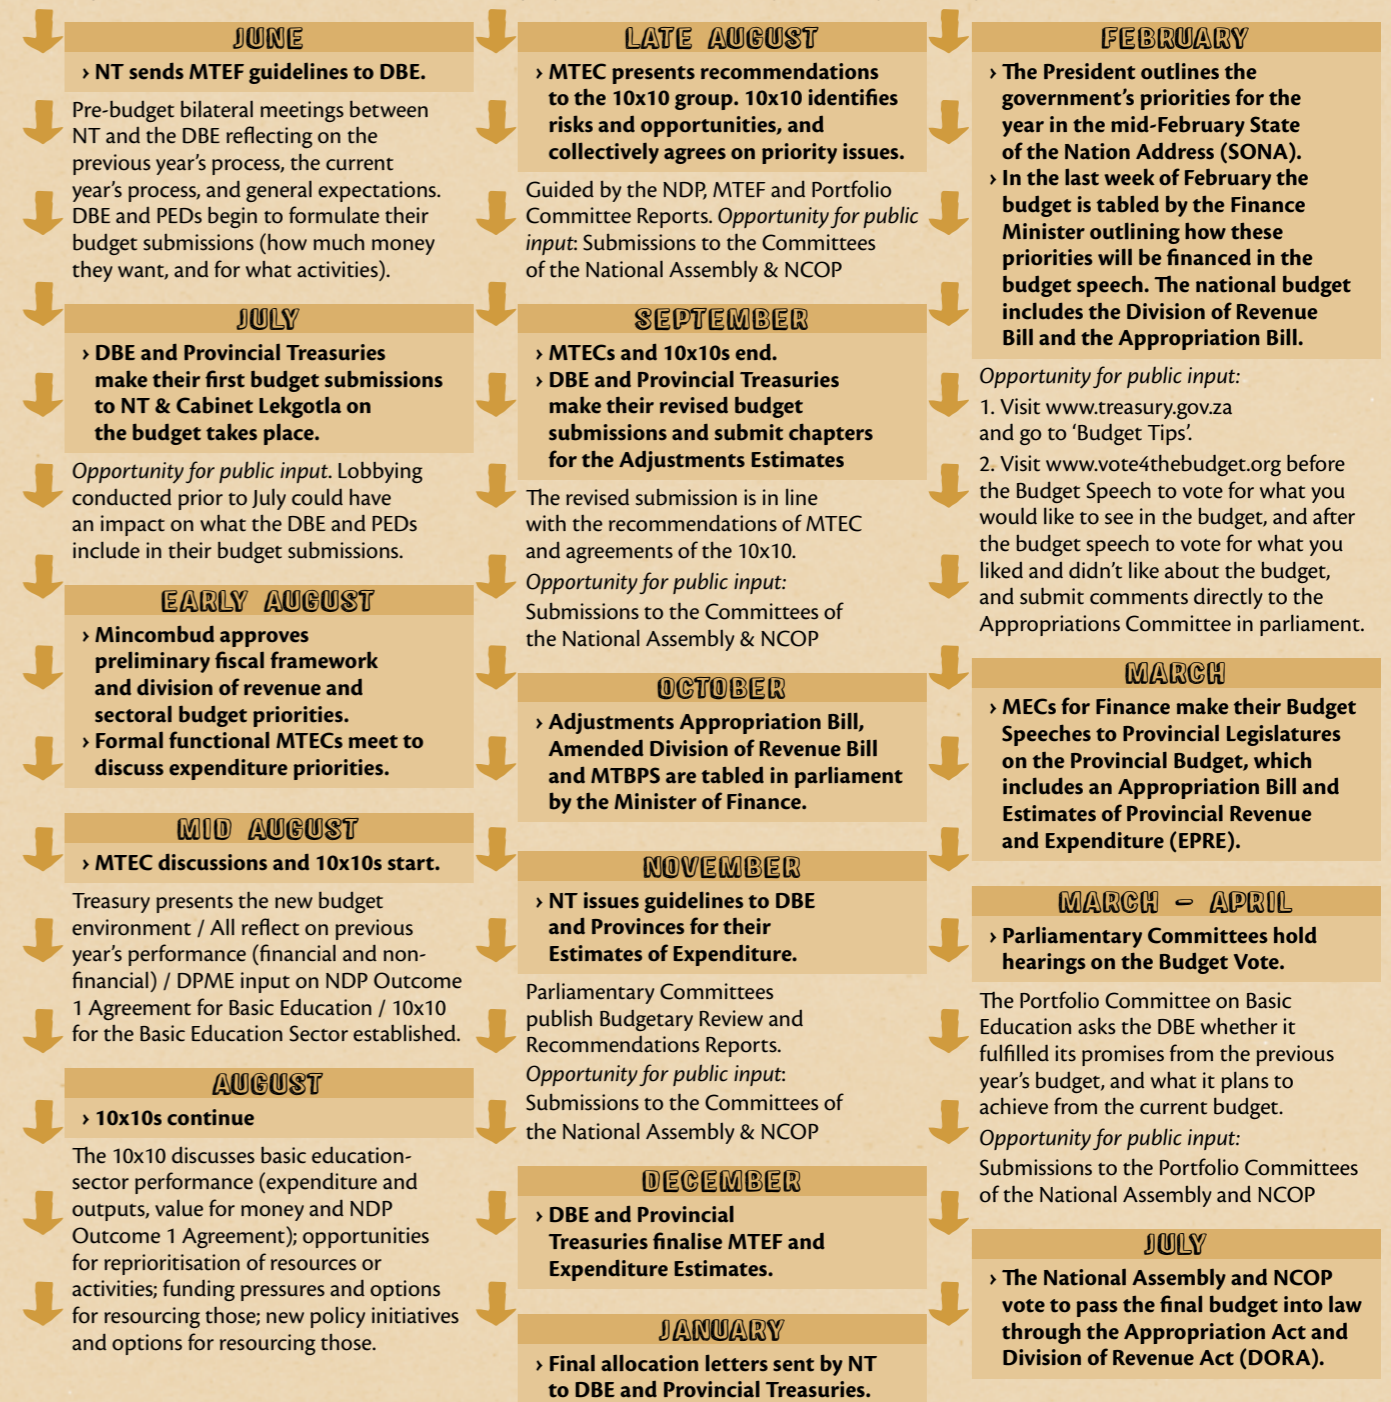 JUNE
› NT sends MTEF guidelines to DBE.
Pre-budget bilateral meetings between
NT and the DBE reflecting on the
previous year's process, the current
year's process, and general expectations.
DBE and PEDs begin to formulate their
budget submissions (how much money
they want, and for what activities).
JULY
› DBE and Provincial Treasuries
make their first budget submissions
to NT & Cabinet Lekgotla on
the budget takes place.
Opportunity for public input. Lobbying
conducted prior to July could have
an impact on what the DBE and PEDs
include in their budget submissions.
EARLY AUGUST
› Mincombud approves
preliminary fiscal framework
and division of revenue and
sectoral budget priorities.
› Formal functional MTECs meet to
discuss expenditure priorities.
MID AUGUST
› MTEC discussions and 10x10s start.
Treasury presents the new budget
environment / All reflect on previous
year's performance (financial and non-
financial) / DPME input on NDP Outcome
1 Agreement for Basic Education / 10x10
for the Basic Education Sector established.
AUGUST
› 10x10s continue
The 10x10 discusses basic education-
sector performance (expenditure and
outputs, value for money and NDP
Outcome 1 Agreement); opportunities
for reprioritisation of resources or
activities; funding pressures and options
for resourcing those; new policy initiatives
and options for resourcing those.
LATE AUGUST
› MTEC presents recommendations
to the 10x10 group. 10x10 identifies
risks and opportunities, and
collectively agrees on priority issues.
Guided by the NDP, MTEF and Portfolio
Committee Reports. Opportunity for public
input: Submissions to the Committees
of the National Assembly & NCOP
SEPTEMBER
› MTECs and 10x10s end.
› DBE and Provincial Treasuries
make their revised budget
submissions and submit chapters
for the Adjustments Estimates
The revised submission is in line
with the recommendations of MTEC
and agreements of the 10x10.
Opportunity for public input:
Submissions to the Committees of
the National Assembly & NCOP
OCTOBER
› Adjustments Appropriation Bill,
Amended Division of Revenue Bill
and MTBPS are tabled in parliament
by the Minister of Finance.
NOVEMBER
› NT issues guidelines to DBE
and Provinces for their
Estimates of Expenditure.
Parliamentary Committees
publish Budgetary Review and
Recommendations Reports.
Opportunity for public input:
Submissions to the Committees of
the National Assembly & NCOP
DECEMBER
› DBE and Provincial
Treasuries finalise MTEF and
Expenditure Estimates.
JANUARY
› Final allocation letters sent by NT
to DBE and Provincial Treasuries.
FEBRUARY
› The President outlines the
government's priorities for the
year in the mid-February State
of the Nation Address (SONA).
› In the last week of February the
budget is tabled by the Finance
Minister outlining how these
priorities will be financed in the
budget speech. The national budget
includes the Division of Revenue
Bill and the Appropriation Bill.
Opportunity for public input:
1. Visit www.treasury.gov.za
and go to 'Budget Tips'.
2. Visit www.vote4thebudget.org before
the Budget Speech to vote for what you
would like to see in the budget, and after
the budget speech to vote for what you
liked and didn't like about the budget,
and submit comments directly to the
Appropriations Committee in parliament.
MARCH
› MECs for Finance make their Budget
Speeches to Provincial Legislatures
on the Provincial Budget, which
includes an Appropriation Bill and
Estimates of Provincial Revenue
and Expenditure (EPRE).
MARCH – APRIL
› Parliamentary Committees hold
hearings on the Budget Vote.
The Portfolio Committee on Basic
Education asks the DBE whether it
fulfilled its promises from the previous
year's budget, and what it plans to
achieve from the current budget.
Opportunity for public input:
Submissions to the Portfolio Committees
of the National Assembly and NCOP
JULY
› The National Assembly and NCOP
vote to pass the final budget into law
through the Appropriation Act and
Division of Revenue Act (DORA).